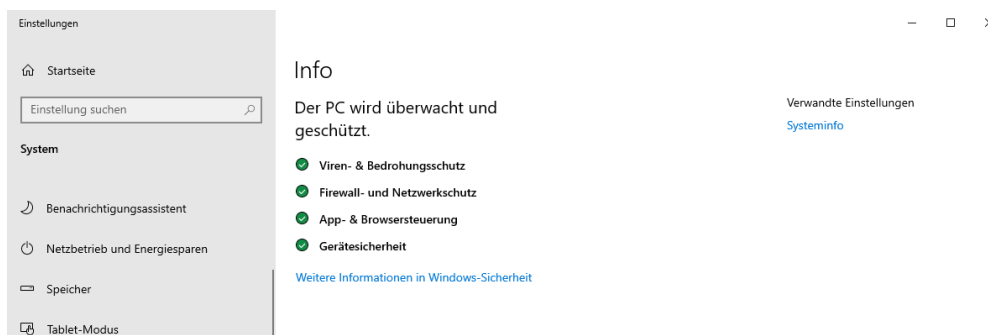 Einstellungen
Startseite
Einstellung suchen
System
Benachrichtigungsassistent
Netzbetrieb und Energiesparen
Speicher
Tablet-Modus
Info
Der PC wird überwacht und
geschützt.
Viren- & Bedrohungsschutz
Firewall- und Netzwerkschutz
App- & Browsersteuerung
Gerätesicherheit
Weitere Informationen in Windows-Sicherheit
Verwandte Einstellungen
Systeminfo